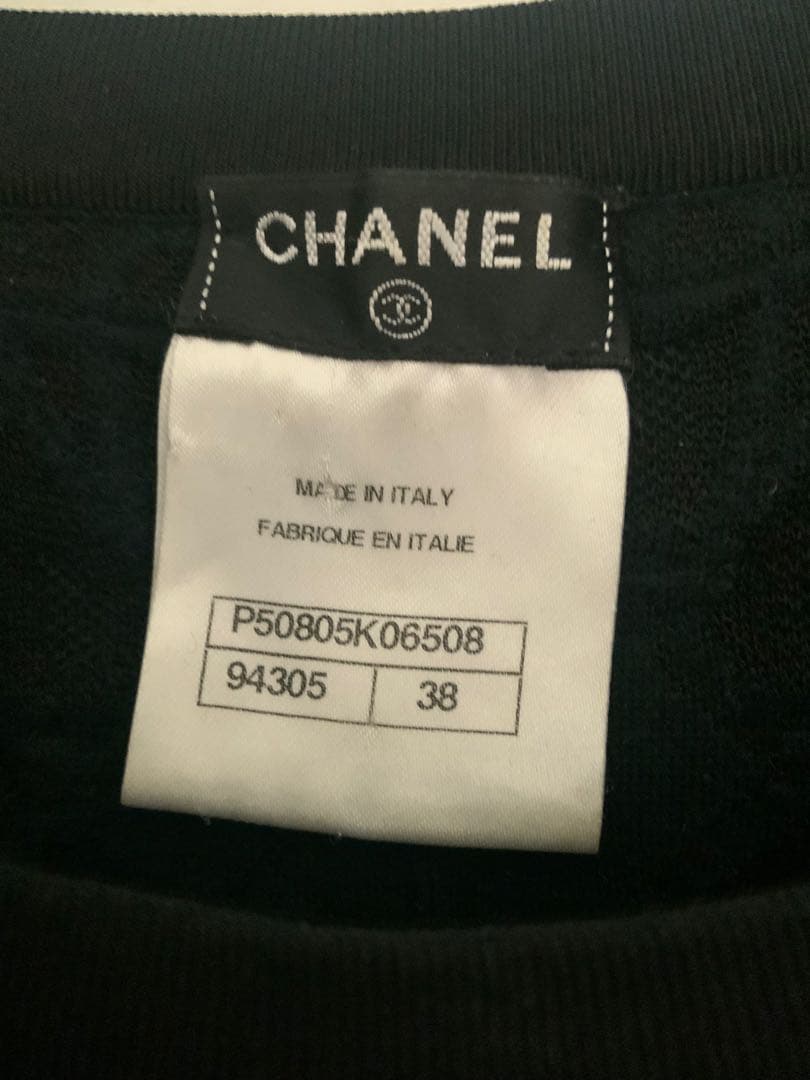 CHANEL
MADE IN ITALY
FABRIQUE EN ITALIE
P50805K06508
94305 38